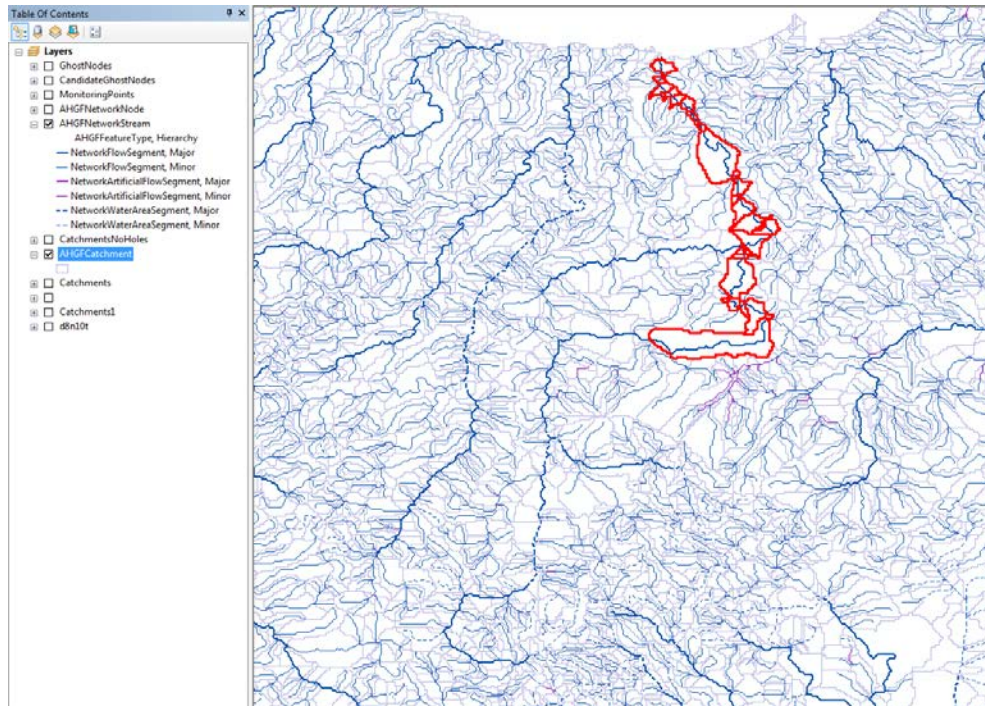 Table Of Contents
Layers
GhostNodes
CandidateGhostNodes
MonitoringPoints
AHGFNetworkNode
AHGFNetworkStream
AHGFFeatureType, Hierarchy
NetworkFlowSegment, Major
NetworkFlowSegment, Minor
NetworkArtificialFlowSegment, Major
NetworkArtificialFlowSegment, Minor
NetworkWaterAreaSegment, Major
NetworkWaterAreaSegment, Minor
CatchmentsNoHoles
AHGFCatchment
Catchments
Catchments1
d8n10t